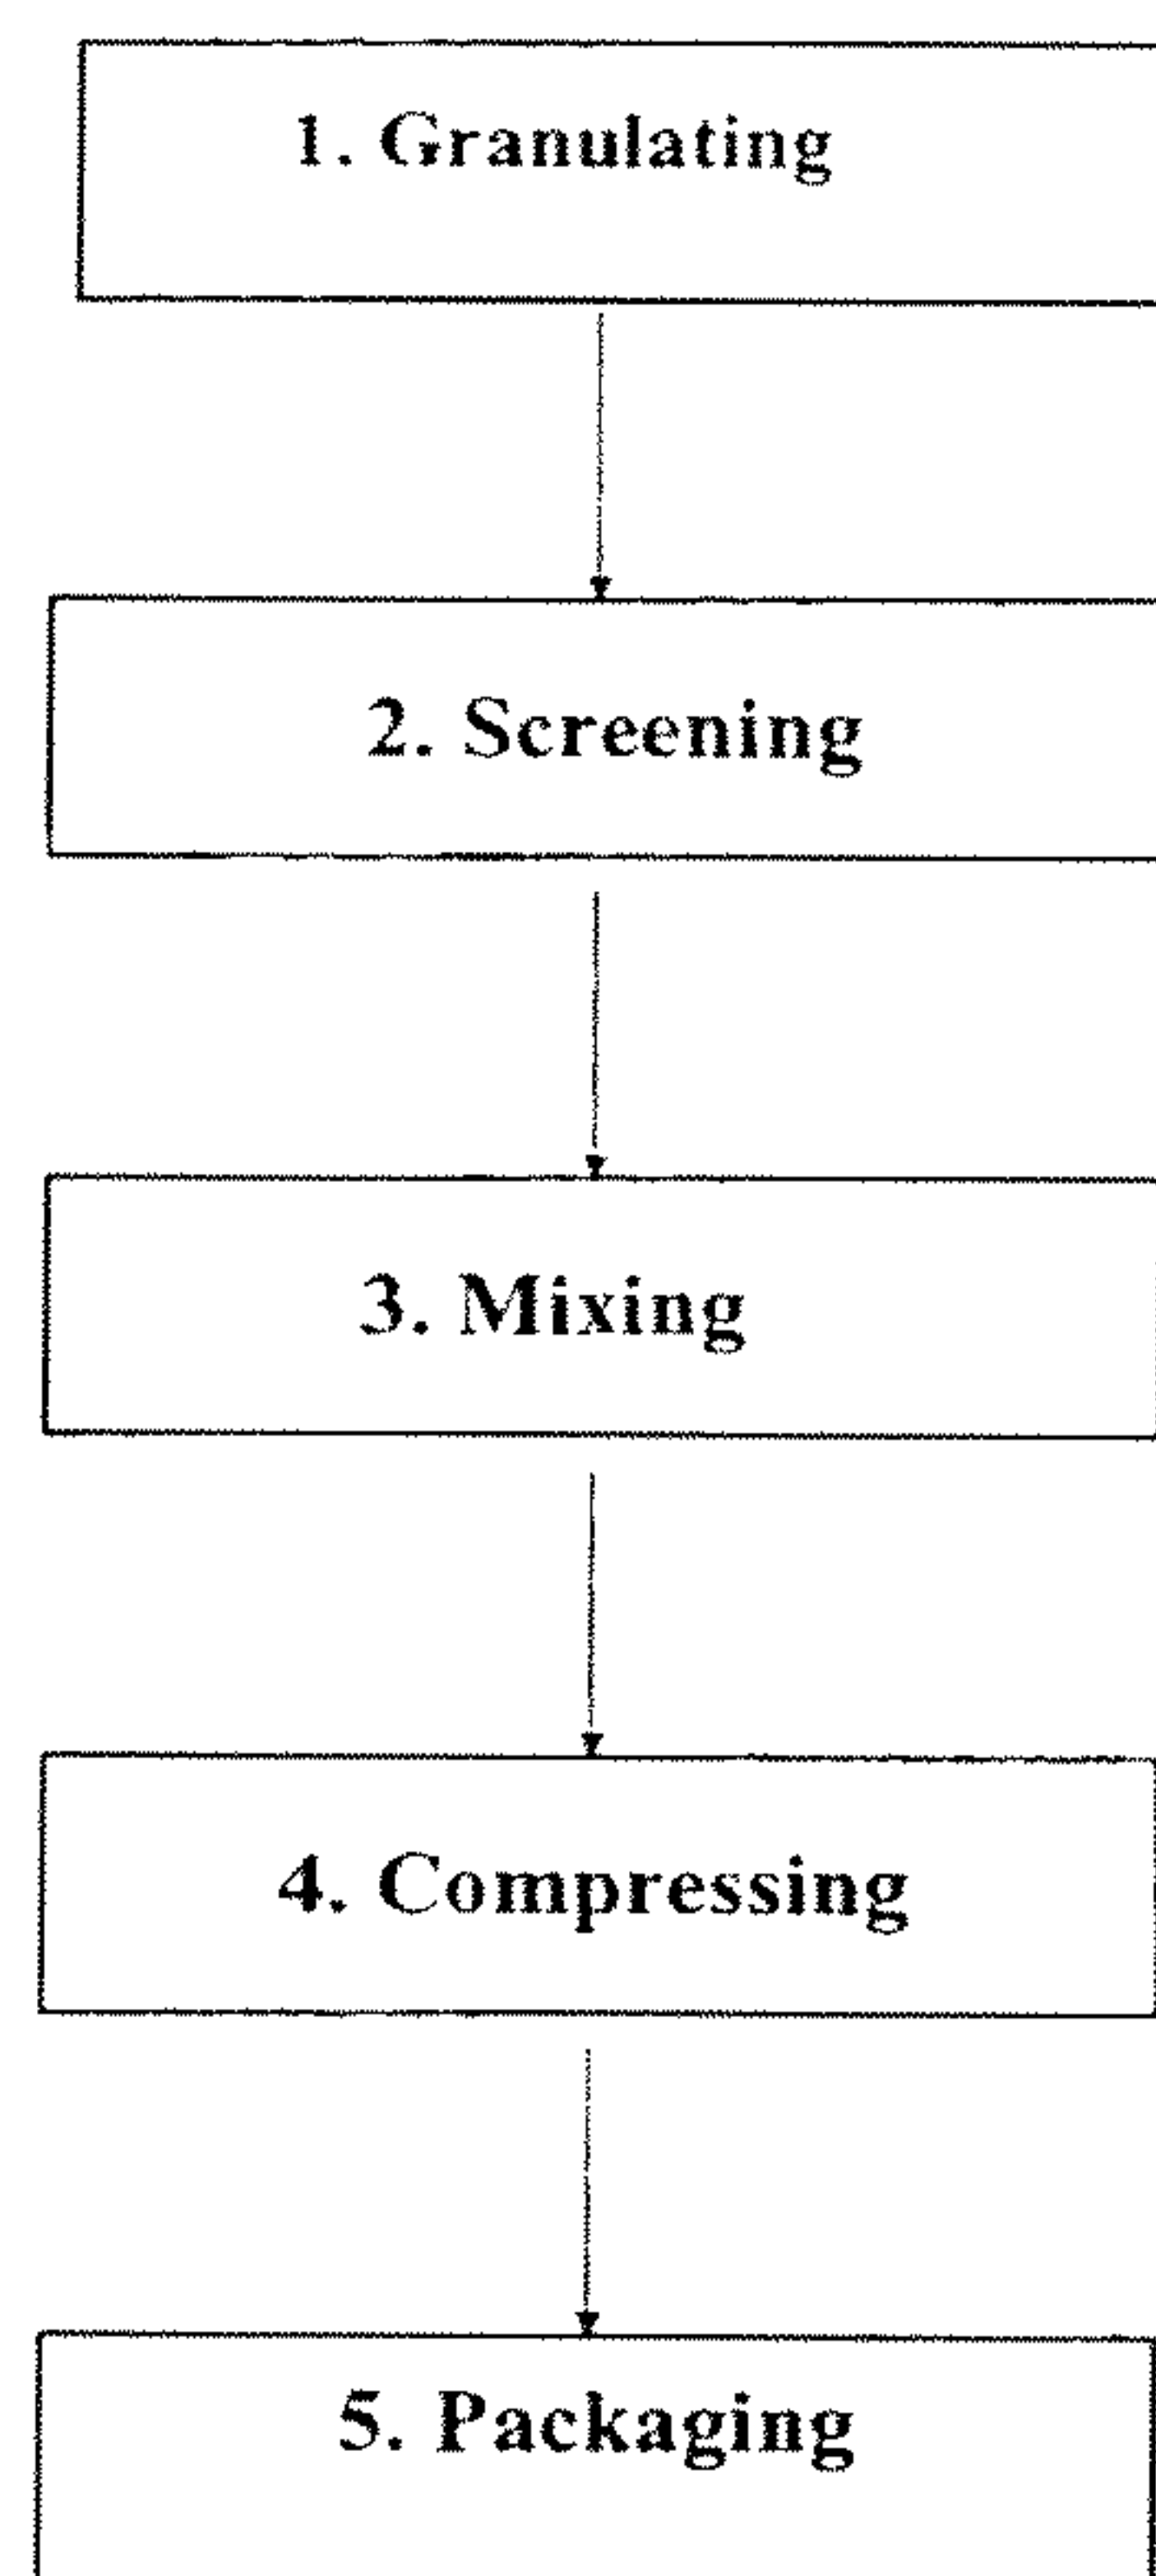 1. Granulating
2. Screening
3. Mixing
4. Compressing
5. Packaging